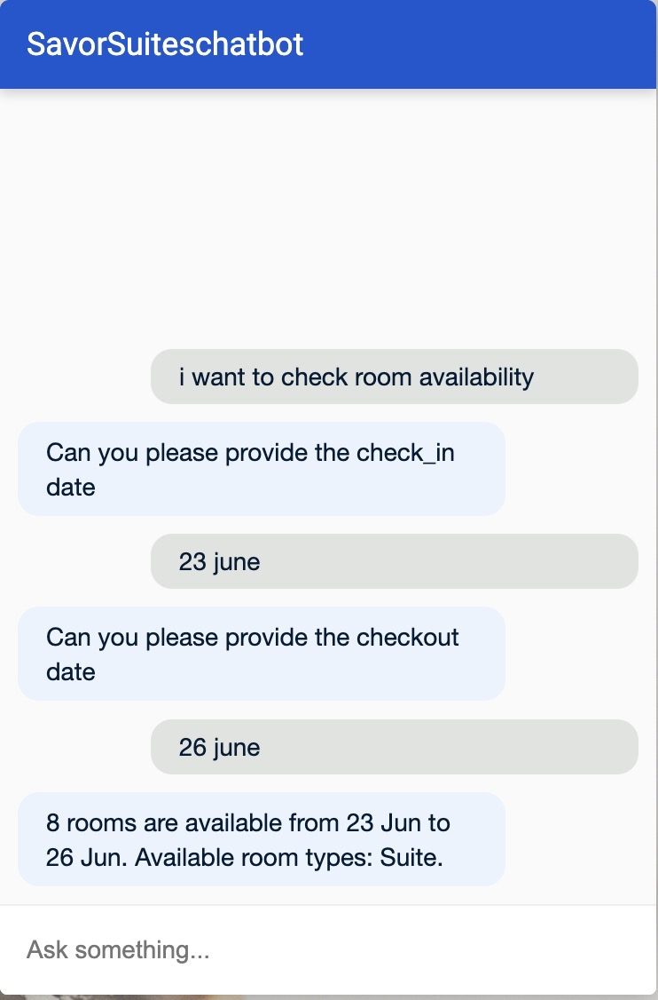 SavorSuiteschatbot
i want to check room availability
Can you please provide the check_in
date
23 june
Can you please provide the checkout
date
26 june
8 rooms are available from 23 Jun to
26 Jun. Available room types: Suite.
Ask something...